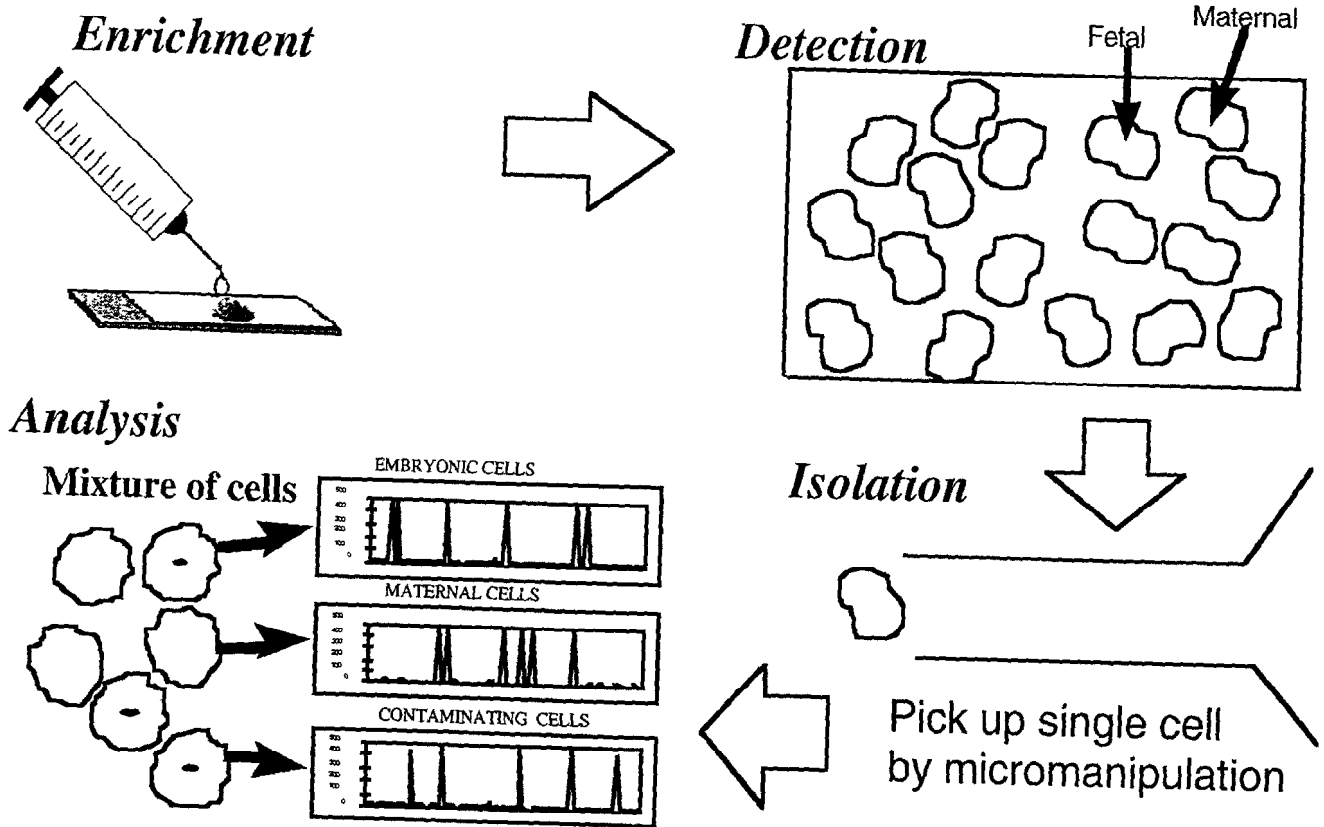 Enrichment
Detection
Fetal
Maternal
Isolation
Pick up single cell
by micromanipulation
Analysis
Mixture of cells
EMBRYONIC CELLS
MATERNAL CELLS
CONTAMINATING CELLS